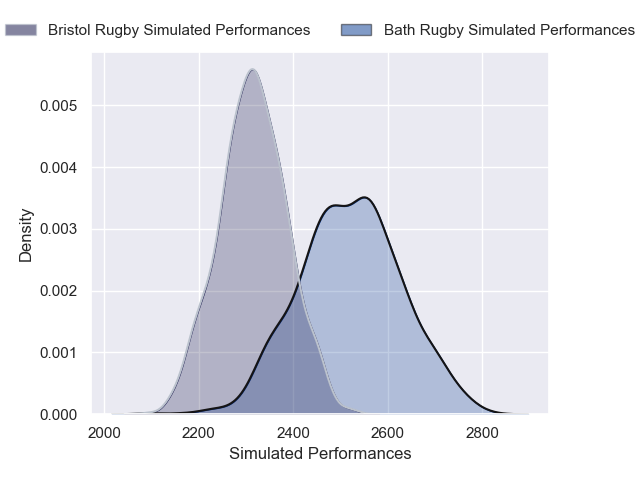 Bristol Rugby Simulated Performances
Bath Rugby Simulated Performances
0.005
0.004
0.003
0.002
0.001
0.000
Density
2000
2200
2400
2600
2800
Simulated Performances